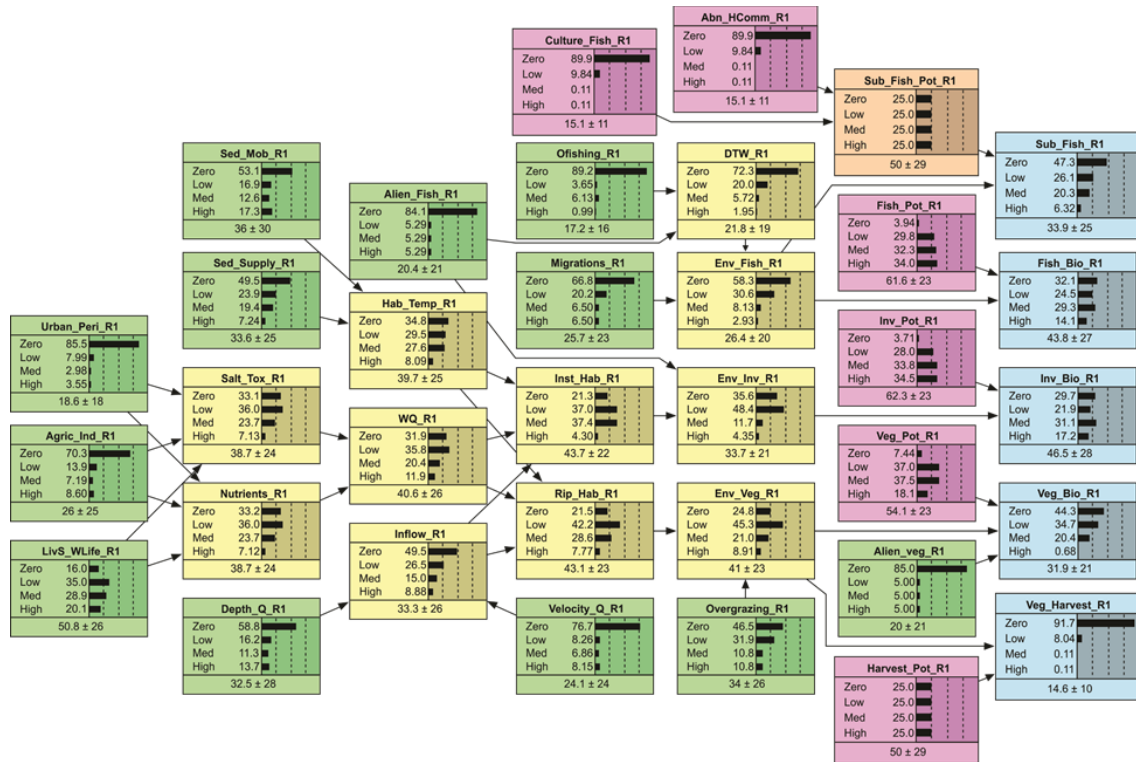 Abn_HComm_R1
Zero 89.9
Low 9.84
Med 0.11
High 0.11
15.1 ± 11
Culture_Fish_R1
Zero 89.9
Low 9.84
Med 0.11
High 0.11
15.1 ± 11
Sub_Fish_Pot_R1
Zero 25.0
Low 25.0
Med 25.0
High 25.0
50 ± 29
Sed_Mob_R1
Zero 53.1
Low 16.9
Med 12.6
High 17.3
36 ± 30
Ofishing_R1
Zero 89.2
Low 3.65
Med 6.13
High 0.99
17.2 ± 16
DTW_R1
Zero 72.3
Low 20.0
Med 5.72
High 1.95
21.8 ± 19
Sub_Fish_R1
Zero 47.3
Low 26.1
Med 20.3
High 6.32
33.9 ± 25
Alien_Fish_R1
Zero 84.1
Low 5.29
Med 5.29
High 5.29
20.4 ± 21
Fish_Pot_R1
Zero 3.94
Low 29.8
Med 32.3
High 34.0
61.6 ± 23
Sed_Supply_R1
Zero 49.5
Low 23.9
Med 19.4
High 7.24
33.6 ± 25
Migrations_R1
Zero 66.8
Low 20.2
Med 6.50
High 6.50
25.7 ± 23
Env_Fish_R1
Zero 58.3
Low 30.6
Med 8.13
High 2.93
26.4 ± 20
Fish_Bio_R1
Zero 32.1
Low 24.5
Med 29.3
High 14.1
43.8 ± 27
Hab_Temp_R1
Zero 34.8
Low 29.5
Med 27.6
High 8.09
39.7 ± 25
Urban_Peri_R1
Zero 85.5
Low 7.99
Med 2.98
High 3.55
18.6 ± 18
Inv_Pot_R1
Zero 3.71
Low 28.0
Med 33.8
High 34.5
62.3 ± 23
Salt_Tox_R1
Zero 33.1
Low 36.0
Med 23.7
High 7.13
38.7 ± 24
Inst_Hab_R1
Zero 21.3
Low 37.0
Med 37.4
High 4.30
43.7 ± 22
Env_Inv_R1
Zero 35.6
Low 48.4
Med 11.7
High 4.35
33.7 ± 21
Inv_Bio_R1
Zero 29.7
Low 21.9
Med 31.1
High 17.2
46.5 ± 28
WQ_R1
Zero 31.9
Low 35.8
Med 20.4
High 11.9
40.6 ± 26
Agric_Ind_R1
Zero 70.3
Low 13.9
Med 7.19
High 8.60
26 ± 25
Veg_Pot_R1
Zero 7.44
Low 37.0
Med 37.5
High 18.1
54.1 ± 23
Nutrients_R1
Zero 33.2
Low 36.0
Med 23.7
High 7.12
38.7 ± 24
Rip_Hab_R1
Zero 21.5
Low 42.2
Med 28.6
High 7.77
43.1 ± 23
Env_Veg_R1
Zero 24.8
Low 45.3
Med 21.0
High 8.91
41 ± 23
Veg_Bio_R1
Zero 44.3
Low 34.7
Med 20.4
High 0.68
31.9 ± 21
Inflow_R1
Zero 49.5
Low 26.5
Med 15.0
High 8.88
33.3 ± 26
LivS_WLife_R1
Zero 16.0
Low 35.0
Med 28.9
High 20.1
50.8 ± 26
Alien_veg_R1
Zero 85.0
Low 5.00
Med 5.00
High 5.00
20 ± 21
Depth_Q_R1
Zero 58.8
Low 16.2
Med 11.3
High 13.7
32.5 ± 28
Velocity_Q_R1
Zero 76.7
Low 8.26
Med 6.86
High 8.15
24.1 ± 24
Overgrazing_R1
Zero 46.5
Low 31.9
Med 10.8
High 10.8
34 ± 26
Veg_Harvest_R1
Zero 91.7
Low 8.04
Med 0.11
High 0.11
14.6 ± 10
Harvest_Pot_R1
Zero 25.0
Low 25.0
Med 25.0
High 25.0
50 ± 29